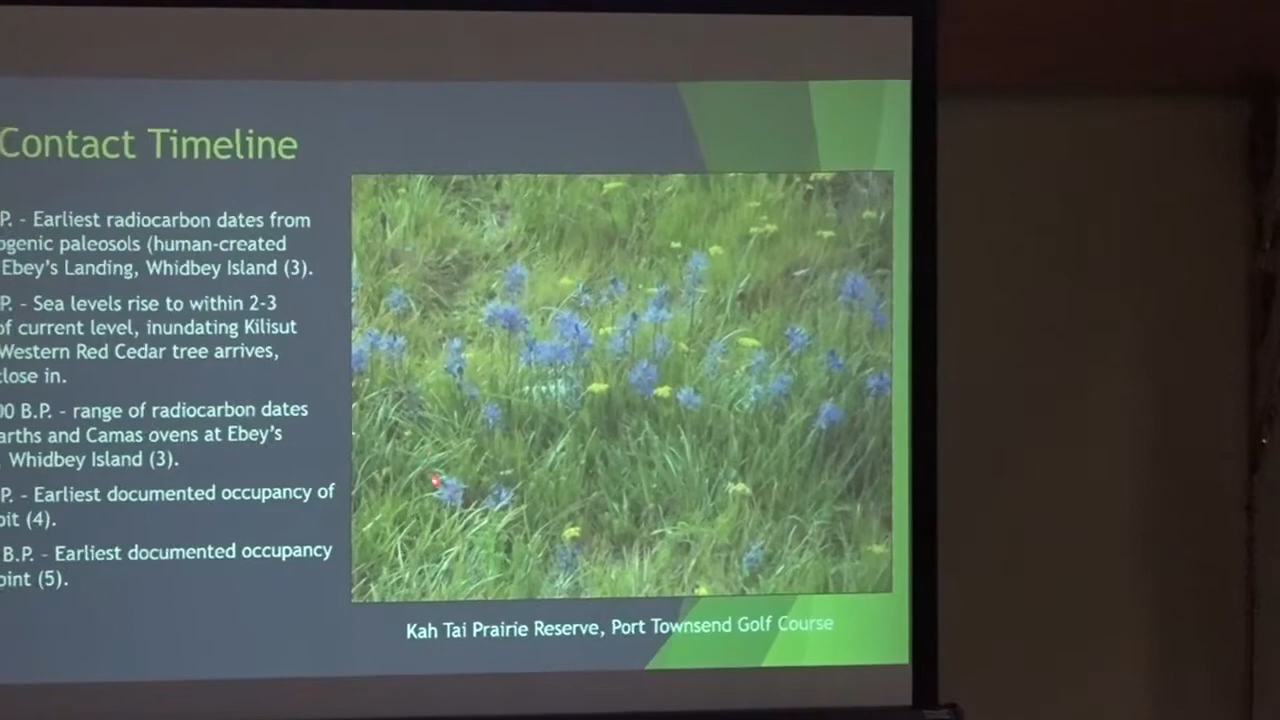 Contact Timeline
P. - Earliest radiocarbon dates from
ogenic paleosols (human-created
Ebey's Landing, Whidbey Island (3).
P. - Sea levels rise to within 2-3
of current level, inundating Kilisut
Western Red Cedar tree arrives,
close in.
00 B.P. - range of radiocarbon dates
arths and Camas ovens at Ebey's
, Whidbey Island (3).
P. - Earliest documented occupancy of
pit (4).
B.P. - Earliest documented occupancy
oint (5).
Kah Tai Prairie Reserve, Port Townsend Golf Course